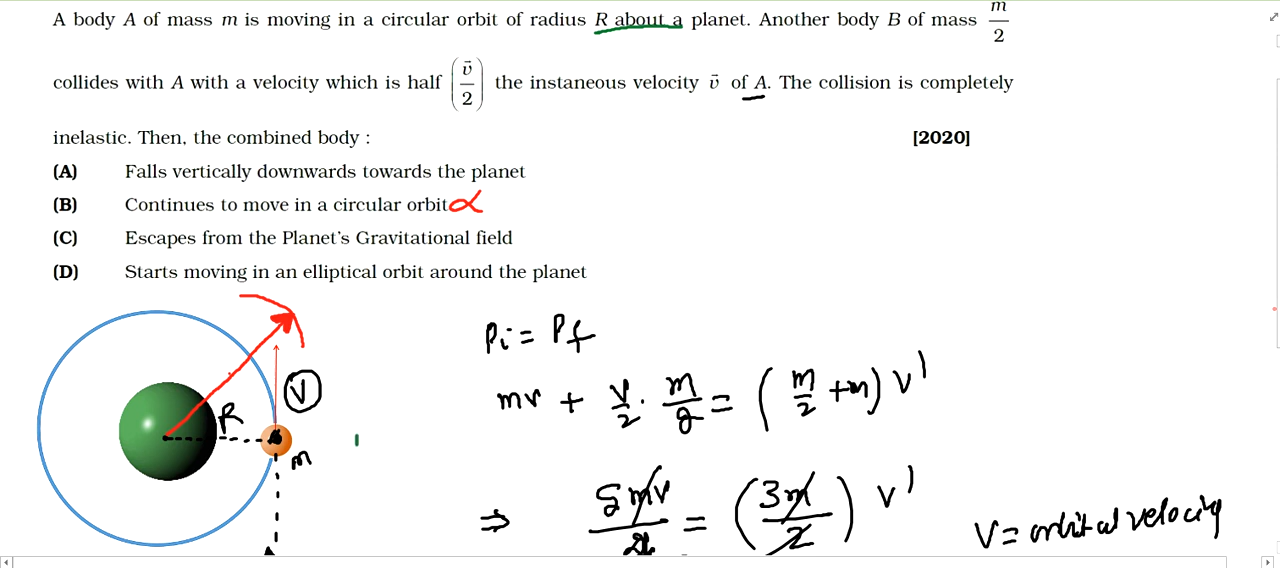 A body A of mass m is moving in a circular orbit of radius R about a planet. Another body B of mass m/2
collides with A with a velocity which is half (v̄/2) the instaneous velocity v̄ of A. The collision is completely
inelastic. Then, the combined body : [2020]
(A) Falls vertically downwards towards the planet
(B) Continues to move in a circular orbit
(C) Escapes from the Planet's Gravitational field
(D) Starts moving in an elliptical orbit around the planet
V
R
m
Pi = Pf
mv + v/2 · m/2 = (m/2 + m) v'
⇒ 5mv/ = (3m/2) v'
V = orbital velocity